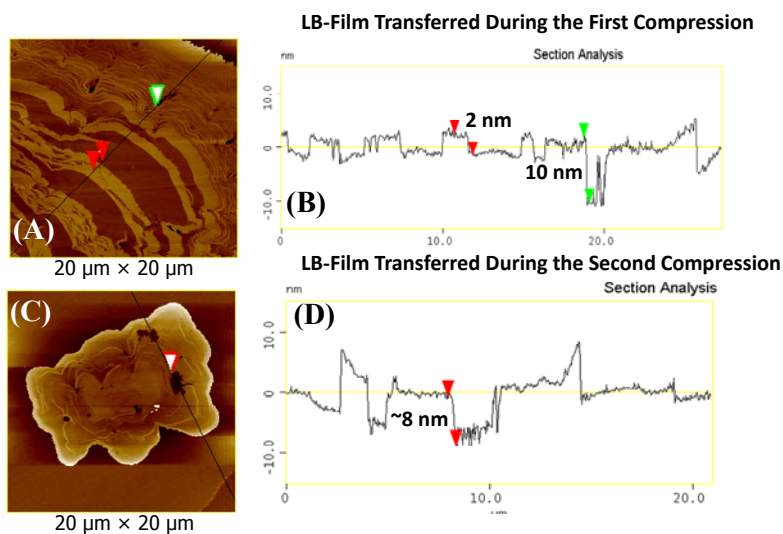 LB-Film Transferred During the First Compression
(A)
20 µm × 20 µm
nm
Section Analysis
10.0
0
-10.0
2 nm
10 nm
(B)
0
10.0
20.0
LB-Film Transferred During the Second Compression
(C)
20 µm × 20 µm
nm
Section Analysis
(D)
10.0
0
-10.0
~8 nm
0
10.0
20.0
µm